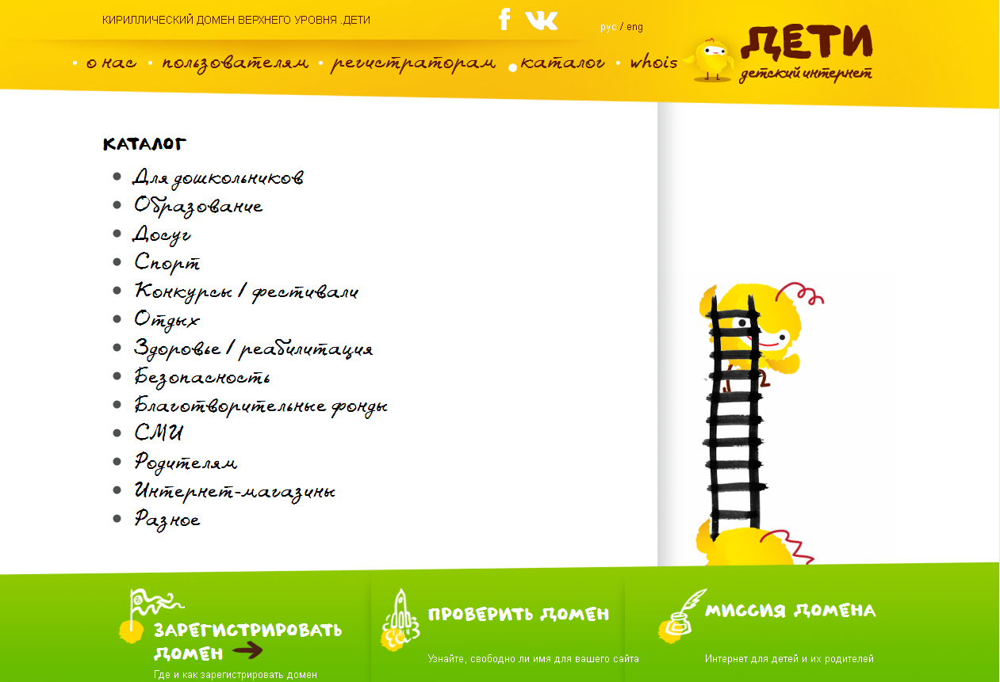 КИРИЛЛИЧЕСКИЙ ДОМЕН ВЕРХНЕГО УРОВНЯ .ДЕТИ
рус / eng
о нас
пользователям
регистраторам
каталог
whois
ДЕТИ
детский интернет
КАТАЛОГ
Для дошкольников
Образование
Досуг
Спорт
Конкурсы / фестивали
Отдых
Здоровье / реабилитация
Безопасность
Благотворительные фонды
СМИ
Родителям
Интернет-магазины
Разное
ЗАРЕГИСТРИРОВАТЬ
ДОМЕН
Где и как зарегистрировать домен
ПРОВЕРИТЬ ДОМЕН
Узнайте, свободно ли имя для вашего сайта
МИССИЯ ДОМЕНА
Интернет для детей и их родителей